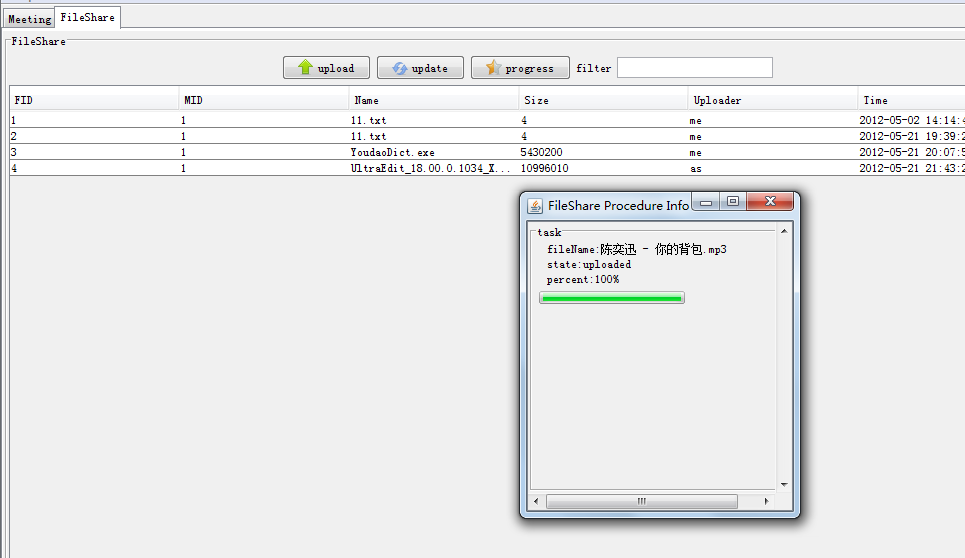 Meeting FileShare
FileShare
upload update progress filter
FID MID Name Size Uploader Time
1 1 11.txt 4 me 2012-05-02 14:14:4
2 1 11.txt 4 me 2012-05-21 19:39:2
3 1 YoudaoDict.exe 5430200 me 2012-05-21 20:07:5
4 1 UltraEdit_18.00.0.1034_X... 10996010 as 2012-05-21 21:43:2
FileShare Procedure Info
task
fileName:陈奕迅 - 你的背包.mp3
state:uploaded
percent:100%